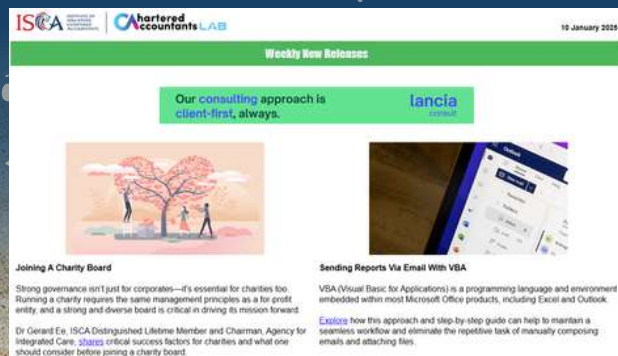 ISCA
INSTITUTE OF
SINGAPORE
CHARTERED
ACCOUNTANTS
Chartered
Accountants LAB
10 January 2025
Weekly New Releases
Our consulting approach is
client-first, always.
lancia
consult
Outlook
Joining A Charity Board
Strong governance isn't just for corporates—it's essential for charities too.
Running a charity requires the same management principles as a for-profit
entity, and a strong and diverse board is critical in driving its mission forward.
Dr Gerard Ee, ISCA Distinguished Lifetime Member and Chairman, Agency for
Integrated Care, shares critical success factors for charities and what one
should consider before joining a charity board.
Sending Reports Via Email With VBA
VBA (Visual Basic for Applications) is a programming language and environment
embedded within most Microsoft Office products, including Excel and Outlook.
Explore how this approach and step-by-step guide can help to maintain a
seamless workflow and eliminate the repetitive task of manually composing
emails and attaching files.